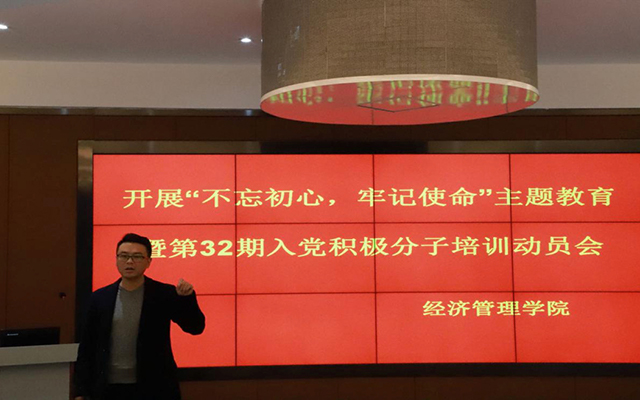 开展“不忘初心，牢记使命”主题教育
暨第32期入党积极分子培训动员会
经济管理学院